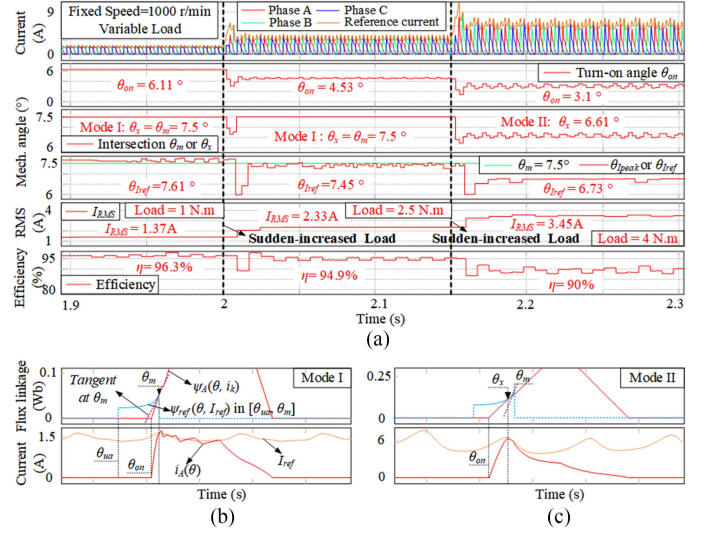 Fixed Speed=1000 r/min
Variable Load
Phase A
Phase C
Phase B
Reference current
Current
(A)
9
0
Turn-on angle θon
θon = 6.11 °
θon = 4.53 °
θon = 3.1 °
6
0
Mech. angle (°)
7.5
6
Mode I: θx = θm = 7.5 °
Mode I : θx = θm = 7.5 °
Mode II: θx = 6.61 °
Intersection θm or θx
7.5
6
θm = 7.5°
θIpeak or θIref
θIref =7.61 °
θIref =7.45 °
θIref = 6.73 °
RMS
(A)
4
1
IRMS
Load = 1 N.m
IRMS = 2.33A
Load = 2.5 N.m
IRMS = 3.45A
IRMS = 1.37A
Sudden-increased Load
Sudden-increased Load
Load = 4 N.m
Efficiency
(%)
95
80
η= 96.3%
η= 94.9%
η= 90%
Efficiency
1.9
2
2.1
2.2
2.3
Time (s)
(a)
Flux linkage
(Wb)
0.1
0
Tangent
at θm
θm
ψA(θ, ik)
Mode I
ψref(θ, Iref) in [θua, θm]
Current
(A)
1.5
0
θua
θon
iA(θ)
Iref
Time (s)
(b)
0.25
0
θx
θm
Mode II
6
0
θon
Time (s)
(c)